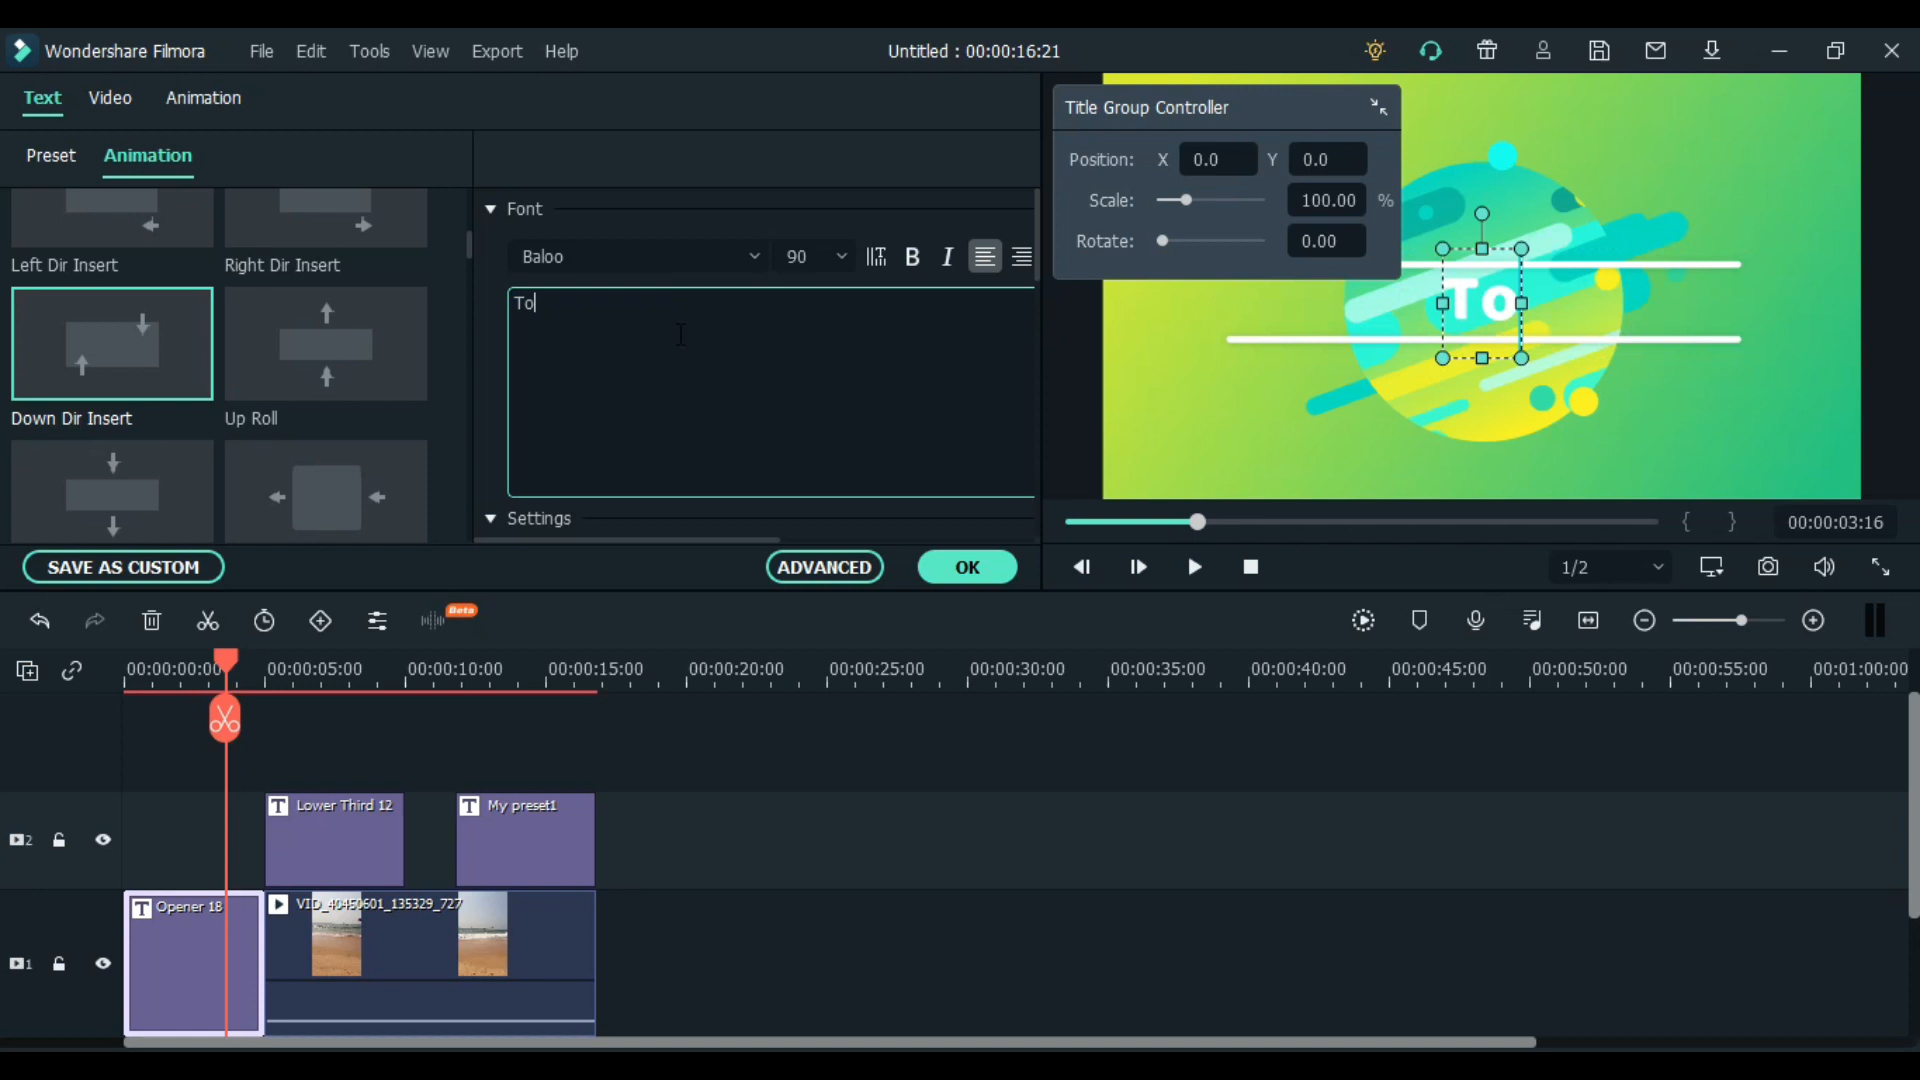 Wondershare Filmora File Edit Tools View Export Help Untitled : 00:00:16:21
Text Video Animation
Preset Animation
Title Group Controller
Position: X 0.0 Y 0.0
Scale: 100.00 %
Rotate: 0.00
Left Dir Insert Right Dir Insert
Down Dir Insert Up Roll
Font
Baloo 90 B I
To
Settings
To
SAVE AS CUSTOM ADVANCED OK
{ } 00:00:03:16
1/2
Beta
00:00:00:00 00:00:05:00 00:00:10:00 00:00:15:00 00:00:20:00 00:00:25:00 00:00:30:00 00:00:35:00 00:00:40:00 00:00:45:00 00:00:50:00 00:00:55:00 00:01:00:00
2 T Lower Third 12 T My preset1
1 T Opener 18